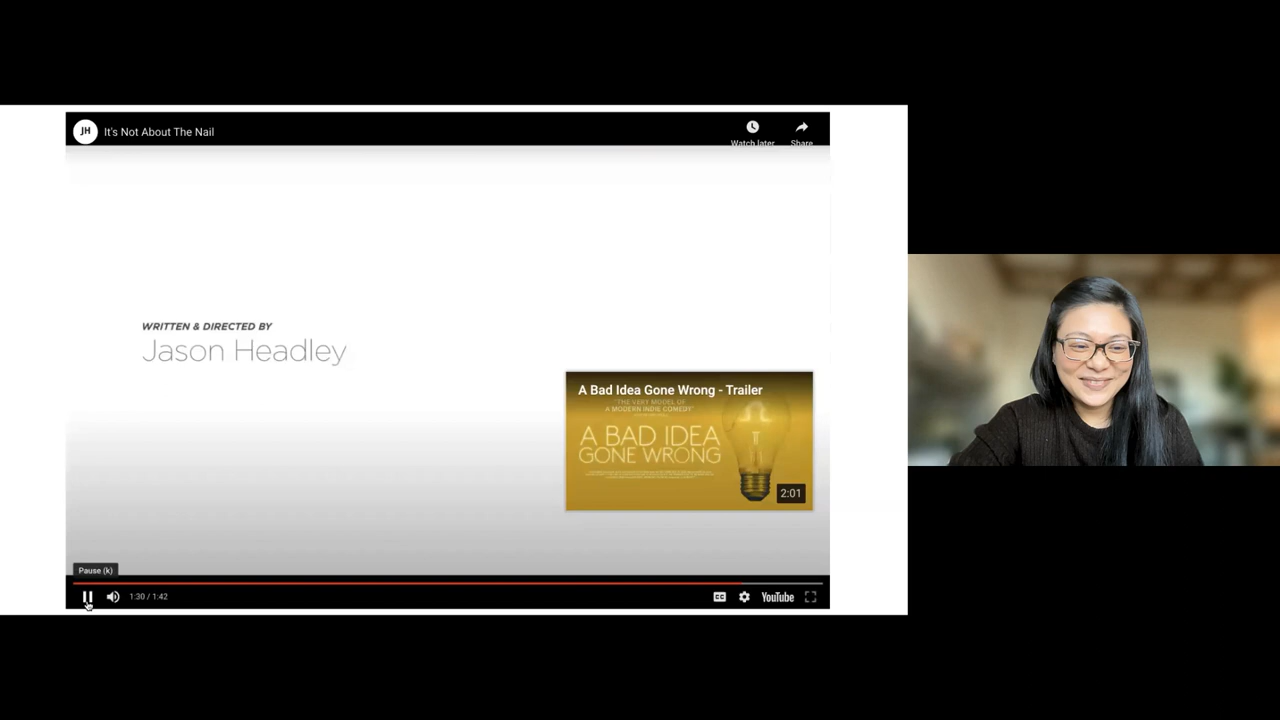 JH
It's Not About The Nail
Watch later
Share
WRITTEN & DIRECTED BY
Jason Headley
A Bad Idea Gone Wrong - Trailer
"THE VERY MODEL OF
A MODERN INDIE COMEDY"
A BAD IDEA
GONE WRONG
2:01
Pause (k)
1:30 / 1:42
CC
YouTube